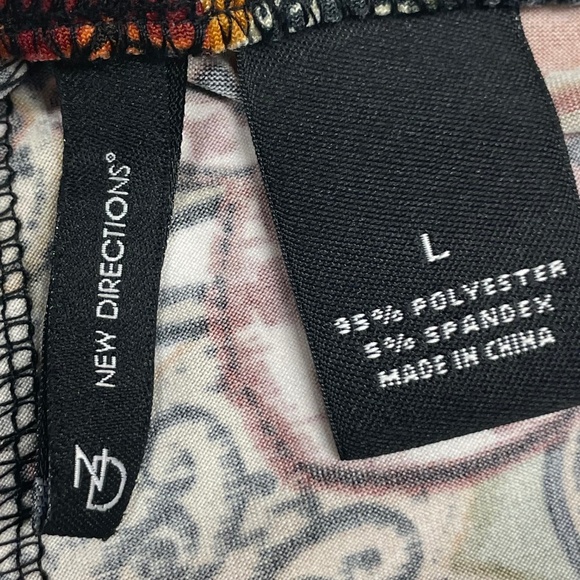 NEW DIRECTIONS®
ND
L
95% POLYESTER
5% SPANDEX
MADE IN CHINA